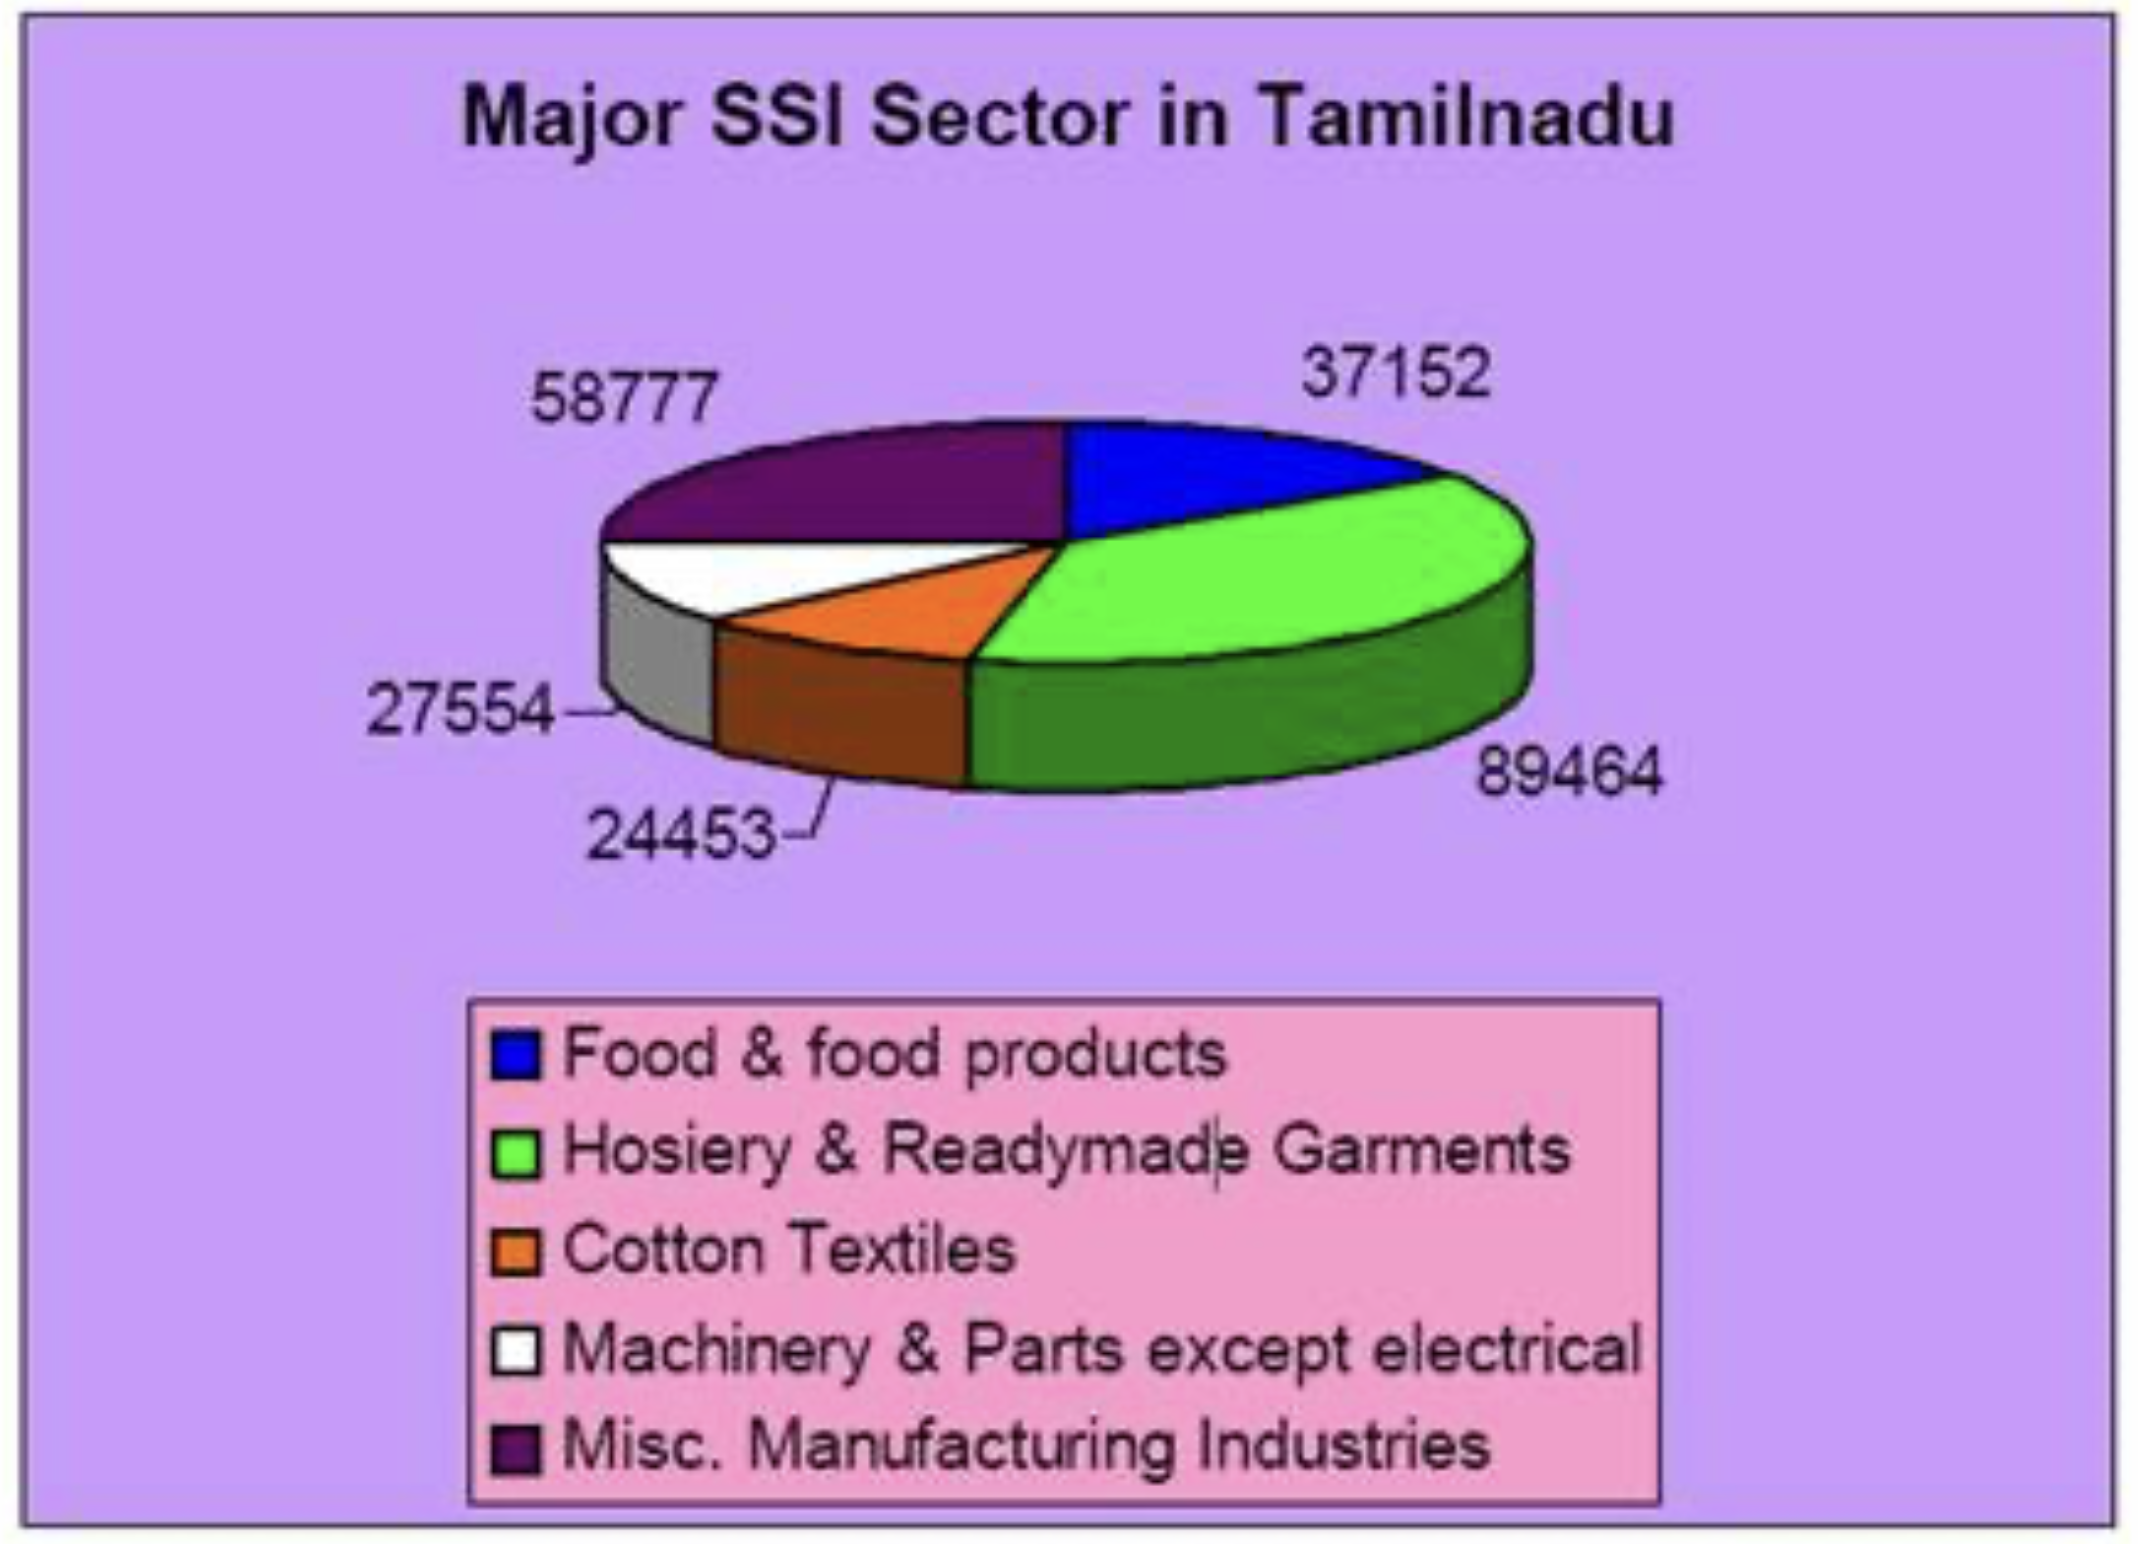 Major SSI Sector in Tamilnadu
58777
37152
27554
89464
24453
Food & food products
Hosiery & Readymade Garments
Cotton Textiles
Machinery & Parts except electrical
Misc. Manufacturing Industries